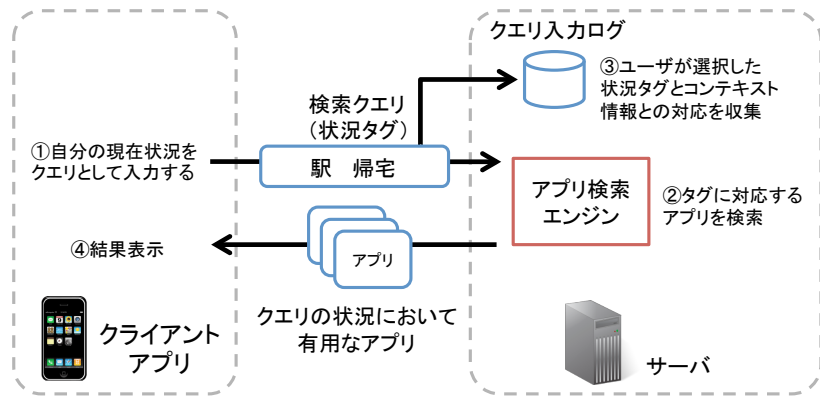 クエリ入力ログ
③ユーザが選択した
状況タグとコンテキスト
情報との対応を収集
検索クエリ
（状況タグ）
①自分の現在状況を
クエリとして入力する
駅　帰宅
アプリ検索
エンジン
②タグに対応する
アプリを検索
④結果表示
アプリ
クエリの状況において
有用なアプリ
クライアント
アプリ
サーバ